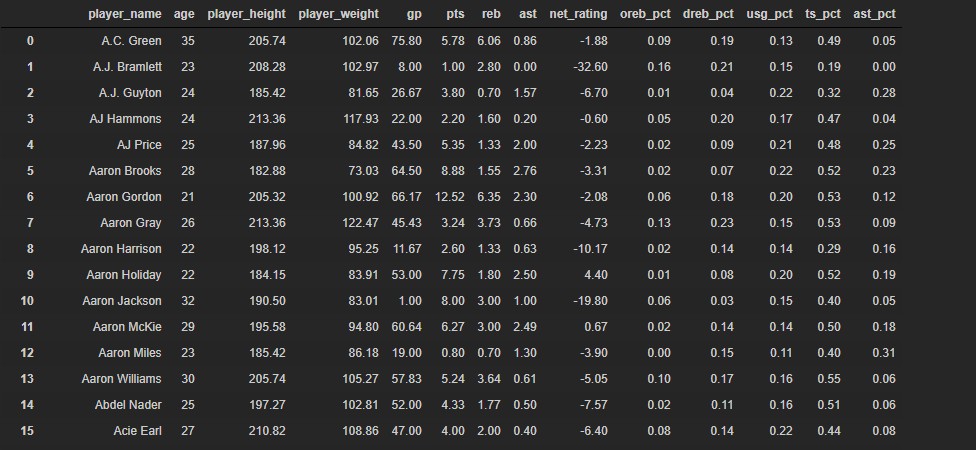 player_name age player_height player_weight gp pts reb ast net_rating oreb_pct dreb_pct usg_pct ts_pct ast_pct
0 A.C. Green 35 205.74 102.06 75.80 5.78 6.06 0.86 -1.88 0.09 0.19 0.13 0.49 0.05
1 A.J. Bramlett 23 208.28 102.97 8.00 1.00 2.80 0.00 -32.60 0.16 0.21 0.15 0.19 0.00
2 A.J. Guyton 24 185.42 81.65 26.67 3.80 0.70 1.57 -6.70 0.01 0.04 0.22 0.32 0.28
3 AJ Hammons 24 213.36 117.93 22.00 2.20 1.60 0.20 -0.60 0.05 0.20 0.17 0.47 0.04
4 AJ Price 25 187.96 84.82 43.50 5.35 1.33 2.00 -2.23 0.02 0.09 0.21 0.48 0.25
5 Aaron Brooks 28 182.88 73.03 64.50 8.88 1.55 2.76 -3.31 0.02 0.07 0.22 0.52 0.23
6 Aaron Gordon 21 205.32 100.92 66.17 12.52 6.35 2.30 -2.08 0.06 0.18 0.20 0.53 0.12
7 Aaron Gray 26 213.36 122.47 45.43 3.24 3.73 0.66 -4.73 0.13 0.23 0.15 0.53 0.09
8 Aaron Harrison 22 198.12 95.25 11.67 2.60 1.33 0.63 -10.17 0.02 0.14 0.14 0.29 0.16
9 Aaron Holiday 22 184.15 83.91 53.00 7.75 1.80 2.50 4.40 0.01 0.08 0.20 0.52 0.19
10 Aaron Jackson 32 190.50 83.01 1.00 8.00 3.00 1.00 -19.80 0.06 0.03 0.15 0.40 0.05
11 Aaron McKie 29 195.58 94.80 60.64 6.27 3.00 2.49 0.67 0.02 0.14 0.14 0.50 0.18
12 Aaron Miles 23 185.42 86.18 19.00 0.80 0.70 1.30 -3.90 0.00 0.15 0.11 0.40 0.31
13 Aaron Williams 30 205.74 105.27 57.83 5.24 3.64 0.61 -5.05 0.10 0.17 0.16 0.55 0.06
14 Abdel Nader 25 197.27 102.81 52.00 4.33 1.77 0.50 -7.57 0.02 0.11 0.16 0.51 0.06
15 Acie Earl 27 210.82 108.86 47.00 4.00 2.00 0.40 -6.40 0.08 0.14 0.22 0.44 0.08